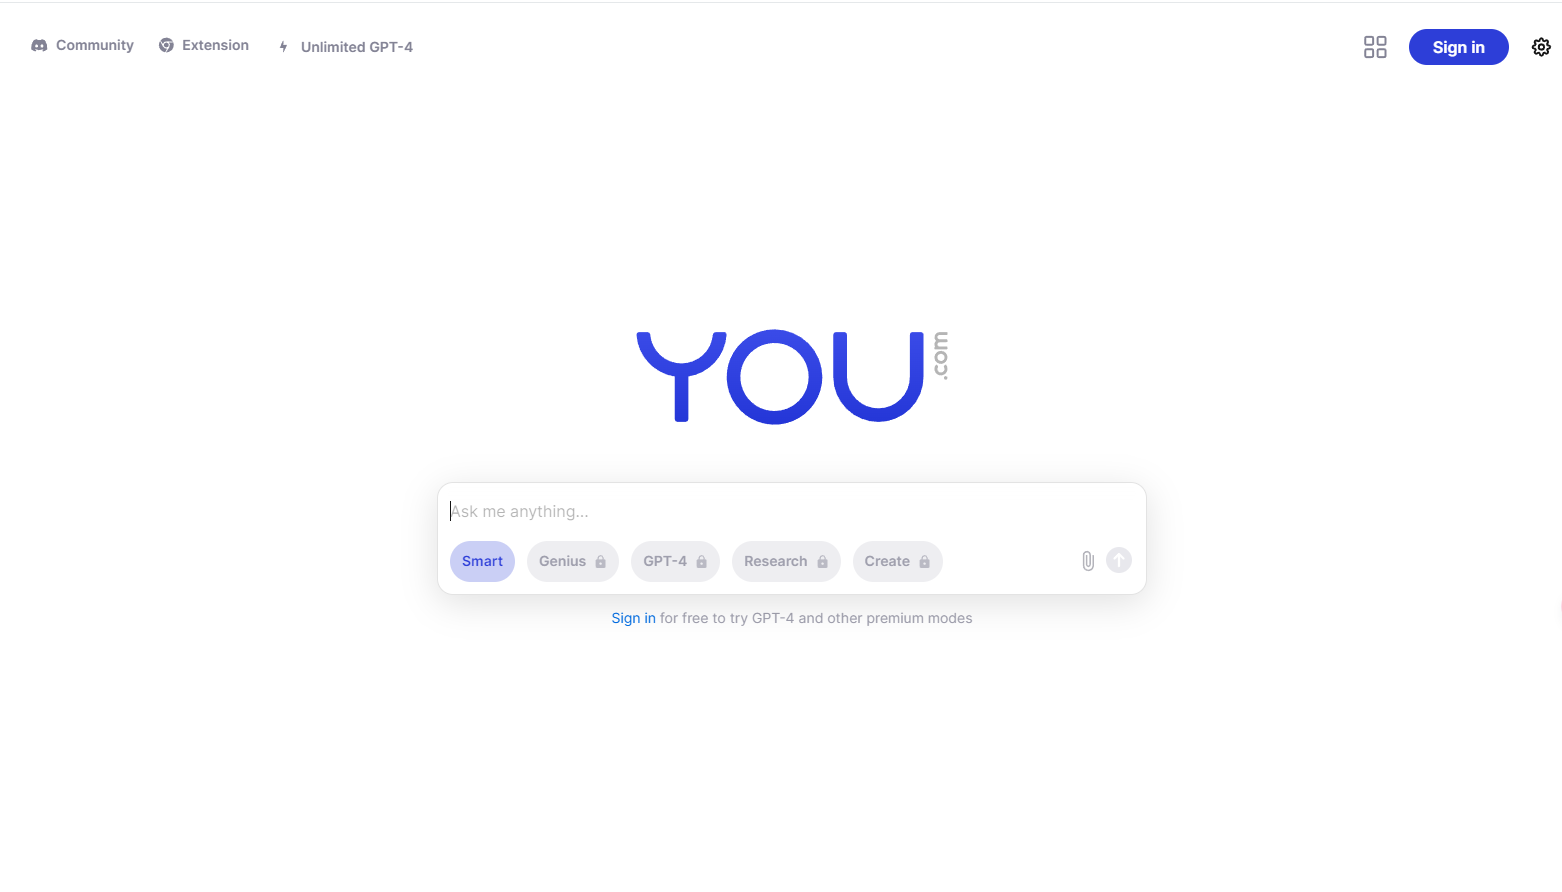 Community Extension Unlimited GPT-4 Sign in
YOU.com
Ask me anything...
Smart Genius GPT-4 Research Create
Sign in for free to try GPT-4 and other premium modes